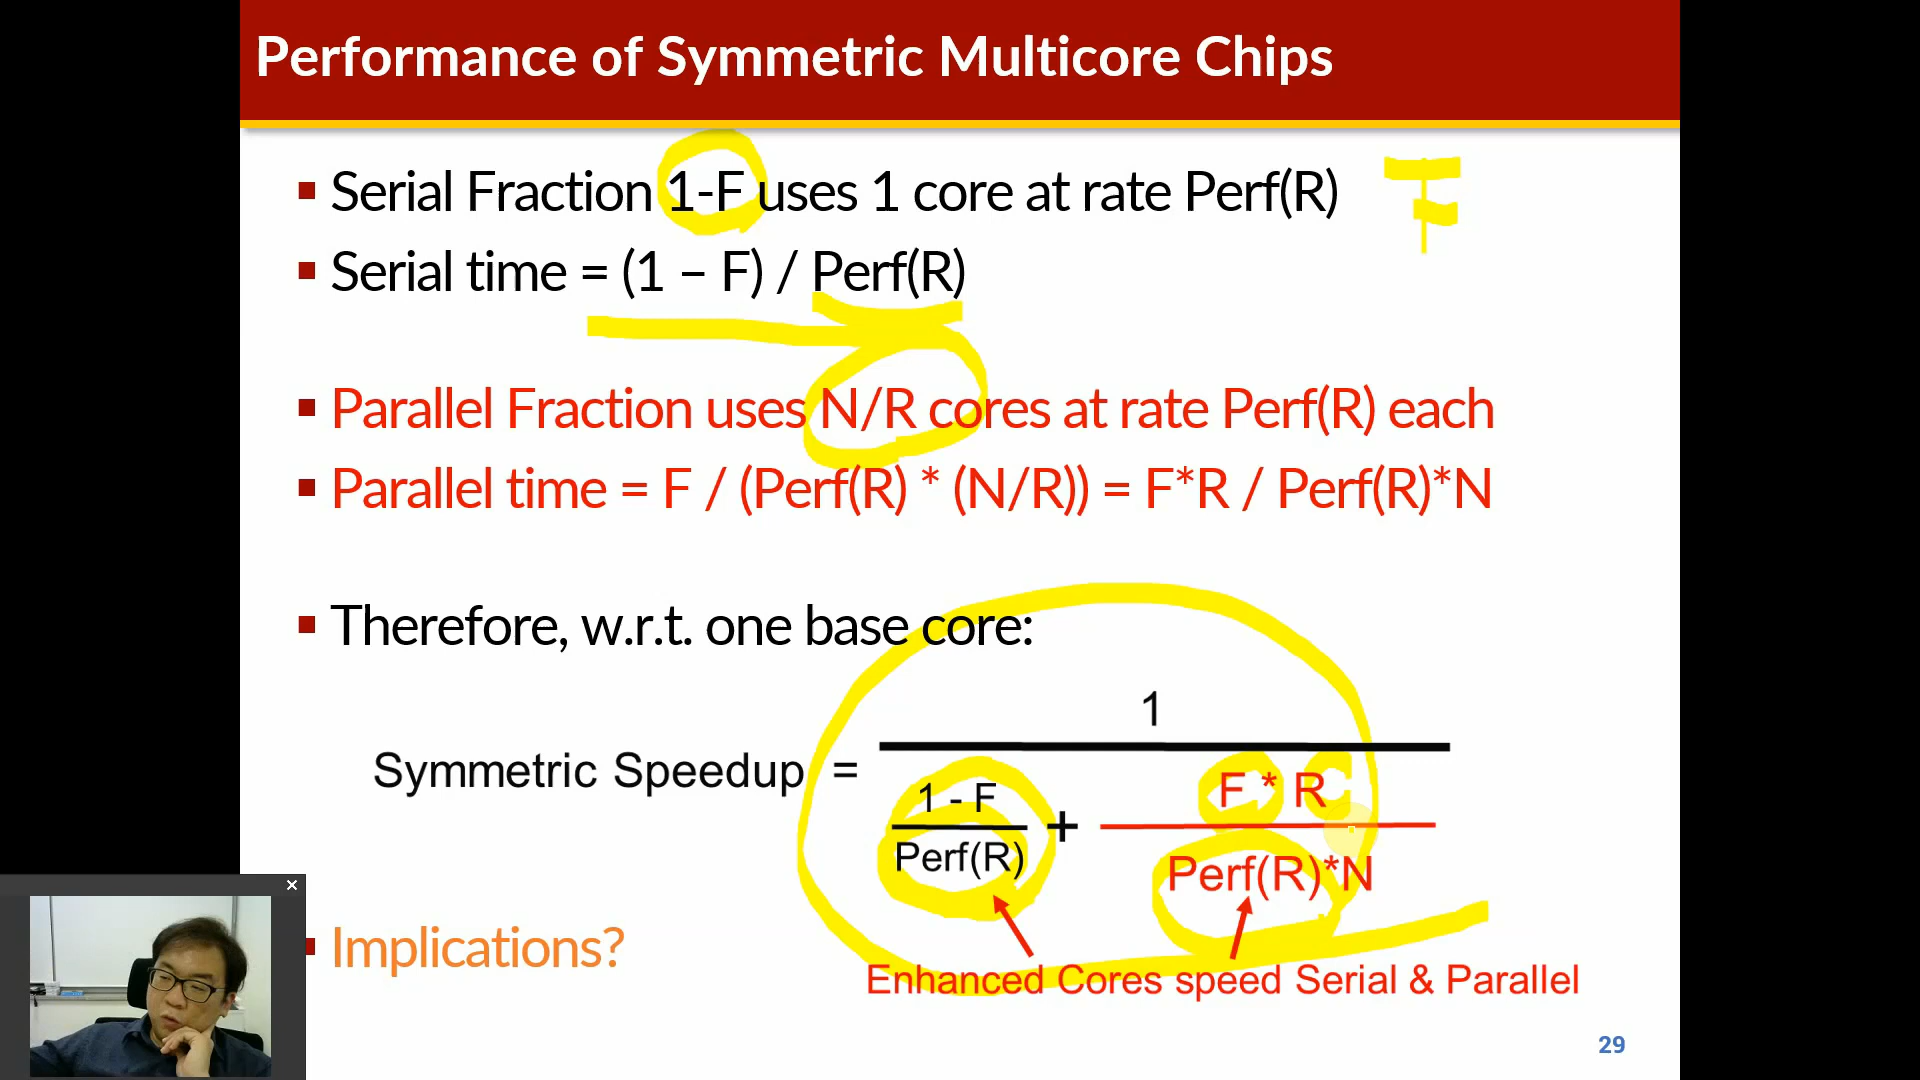 Performance of Symmetric Multicore Chips
Serial Fraction 1-F uses 1 core at rate Perf(R)
F
Serial time = (1 – F) / Perf(R)
Parallel Fraction uses N/R cores at rate Perf(R) each
Parallel time = F / (Perf(R) * (N/R)) = F*R / Perf(R)*N
Therefore, w.r.t. one base core:
1
Symmetric Speedup =
1 - F
+
F * R
Perf(R)
Perf(R)*N
Enhanced Cores speed Serial & Parallel
Implications?
29